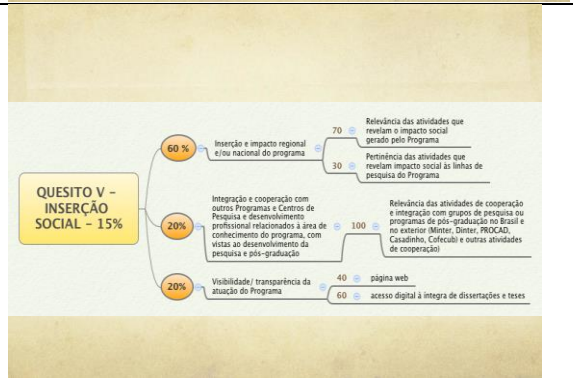 QUESITO V -
INSERÇÃO
SOCIAL - 15%
60 %
Inserção e impacto regional
e/ou nacional do programa
70
Relevância das atividades que
revelam o impacto social
gerado pelo Programa
30
Pertinência das atividades que
revelam impacto social às linhas de
pesquisa do Programa
20%
Integração e cooperação com
outros Programas e Centros de
Pesquisa e desenvolvimento
profissional relacionados à área de
conhecimento do programa, com
vistas ao desenvolvimento da
pesquisa e pós-graduação
100
Relevância das atividades de cooperação
e integração com grupos de pesquisa ou
programas de pós-graduação no Brasil e
no exterior (Minter, Dinter, PROCAD,
Casadinho, Cofecub) e outras atividades
de cooperação)
20%
Visibilidade/ transparência da
atuação do Programa
40
página web
60
acesso digital à integra de dissertações e teses